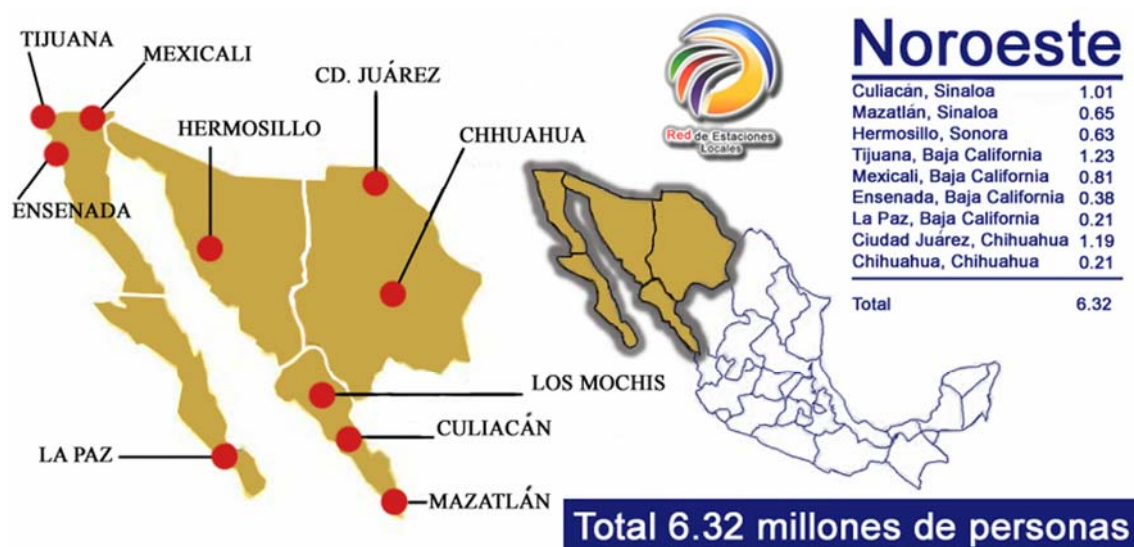 TIJUANA
MEXICALI
CD. JUÁREZ
HERMOSILLO
CHHUAHUA
ENSENADA
LOS MOCHIS
CULIACÁN
LA PAZ
MAZATLÁN
Red de Estaciones
Locales
Noroeste
Culiacán, Sinaloa 1.01
Mazatlán, Sinaloa 0.65
Hermosillo, Sonora 0.63
Tijuana, Baja California 1.23
Mexicali, Baja California 0.81
Ensenada, Baja California 0.38
La Paz, Baja California 0.21
Ciudad Juárez, Chihuahua 1.19
Chihuahua, Chihuahua 0.21
Total 6.32
Total 6.32 millones de personas